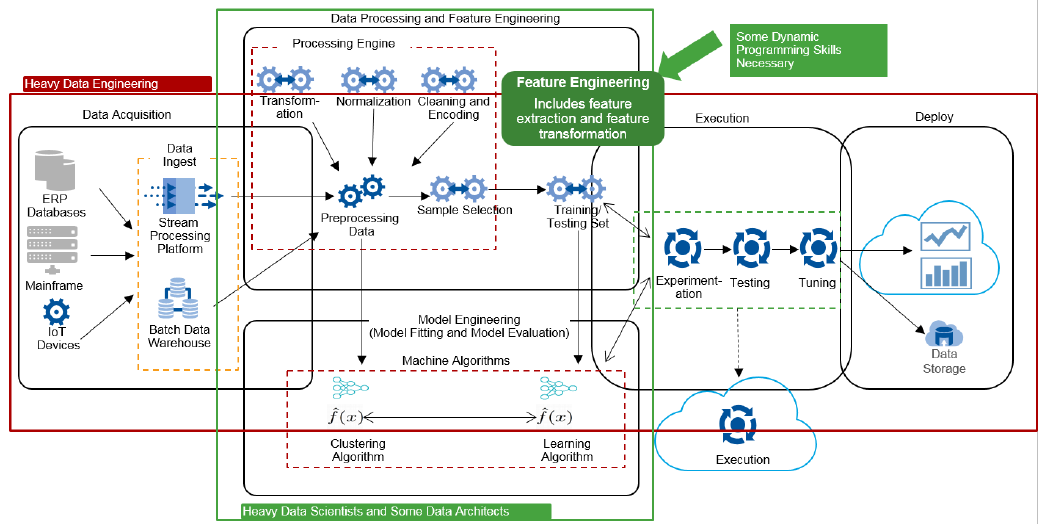 Data Processing and Feature Engineering
Some Dynamic
Programming Skills
Necessary
Processing Engine
Heavy Data Engineering
Feature Engineering
Includes feature
extraction and feature
transformation
Transform-
ation
Normalization
Cleaning and
Encoding
Data Acquisition
Execution
Deploy
Data
Ingest
ERP
Databases
Stream
Processing
Platform
Preprocessing
Data
Sample Selection
Training/
Testing Set
Mainframe
Experiment-
ation
Testing
Tuning
IoT
Devices
Batch Data
Warehouse
Model Engineering
(Model Fitting and Model Evaluation)
Machine Algorithms
Data
Storage
f̂(x)
f̂(x)
Clustering
Algorithm
Learning
Algorithm
Execution
Heavy Data Scientists and Some Data Architects